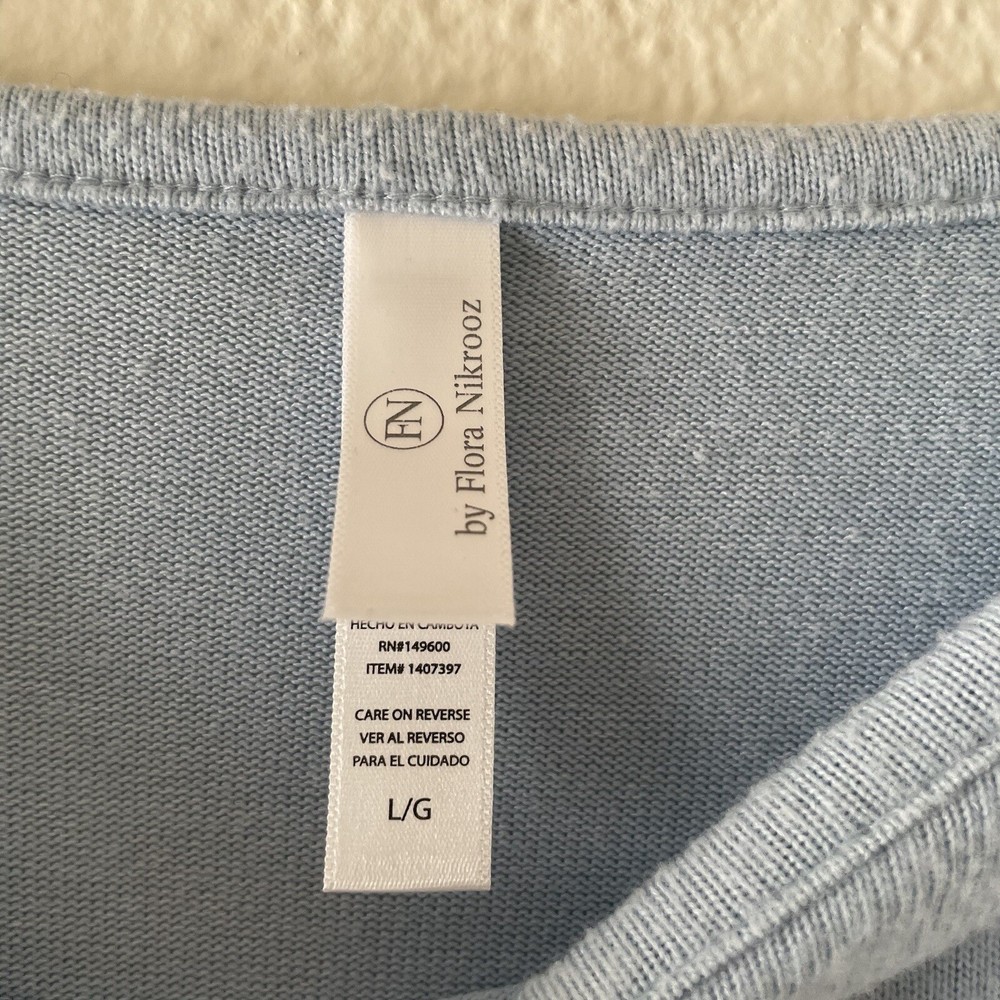 FN
by Flora Nikrooz
HECHO EN CAMBOYA
RN#149600
ITEM# 1407397
CARE ON REVERSE
VER AL REVERSO
PARA EL CUIDADO
L/G